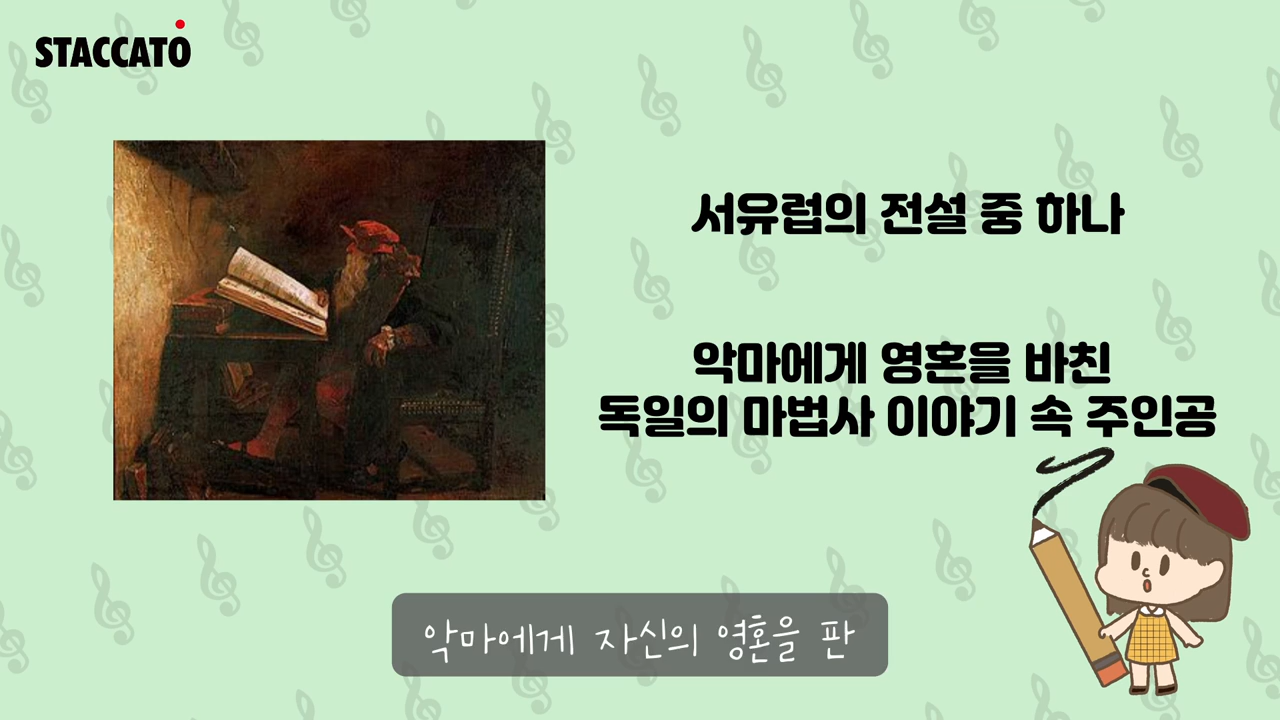 STACCATO
서유럽의 전설 중 하나
악마에게 영혼을 바친
독일의 마법사 이야기 속 주인공
악마에게 자신의 영혼을 판